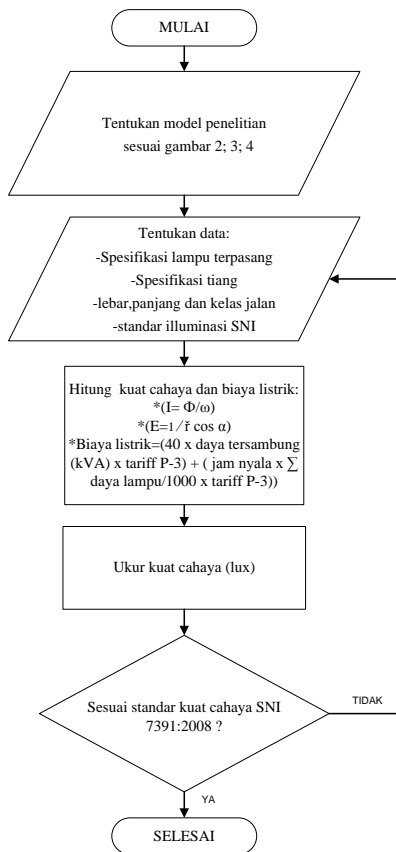 MULAI
Tentukan model penelitian
sesuai gambar 2; 3; 4
Tentukan data:
-Spesifikasi lampu terpasang
-Spesifikasi tiang
-lebar,panjang dan kelas jalan
-standar illuminasi SNI
Hitung kuat cahaya dan biaya listrik:
*(I= Φ/ω)
*(E=1 ∕ ř cos α)
*Biaya listrik=(40 x daya tersambung
(kVA) x tariff P-3) + ( jam nyala x ∑
daya lampu/1000 x tariff P-3))
Ukur kuat cahaya (lux)
Sesuai standar kuat cahaya SNI
7391:2008 ?
TIDAK
YA
SELESAI